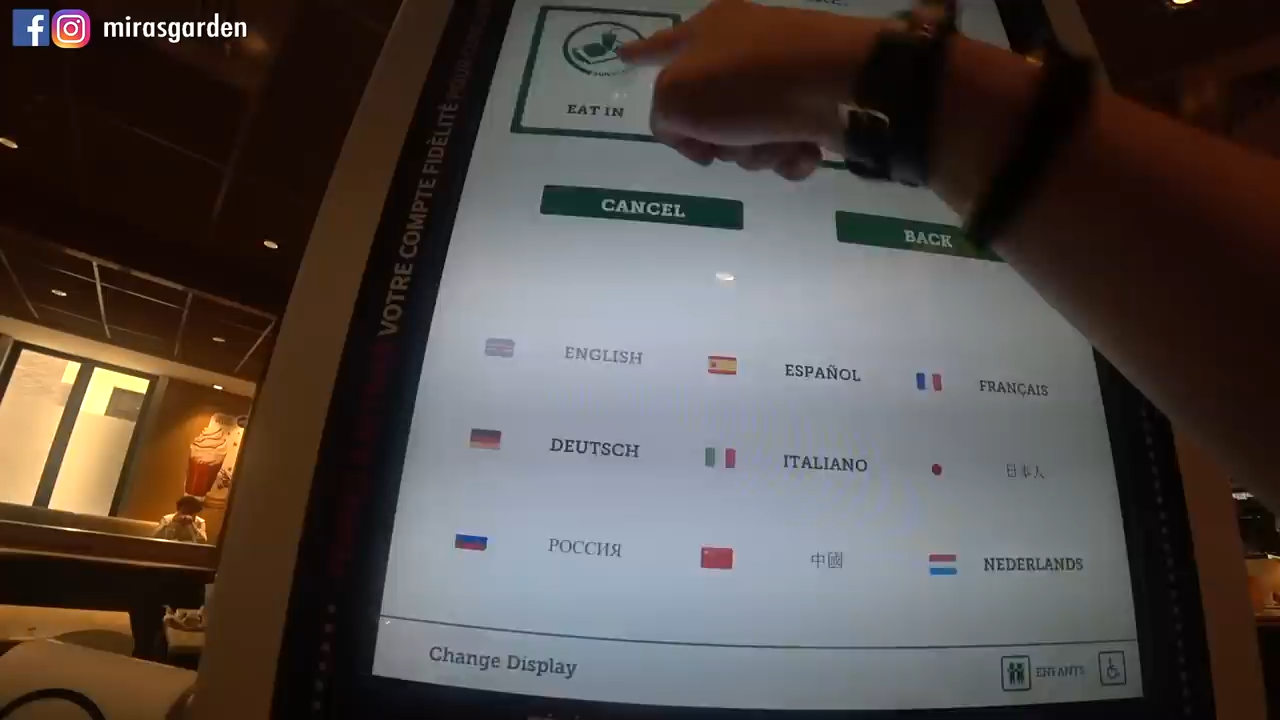 mirasgarden
EAT IN
CANCEL
BACK
VOTRE COMPTE FIDÉLITÉ
ENGLISH
ESPAÑOL
FRANÇAIS
DEUTSCH
ITALIANO
日本人
РОССИЯ
中國
NEDERLANDS
Change Display
ENFANTS